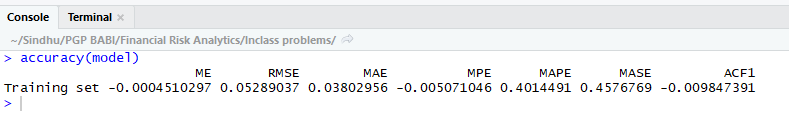 Console Terminal ×
~/Sindhu/PGP BABI/Financial Risk Analytics/Inclass problems/
> accuracy(model)
ME RMSE MAE MPE MAPE MASE ACF1
Training set -0.0004510297 0.05289037 0.03802956 -0.005071046 0.4014491 0.4576769 -0.009847391
>